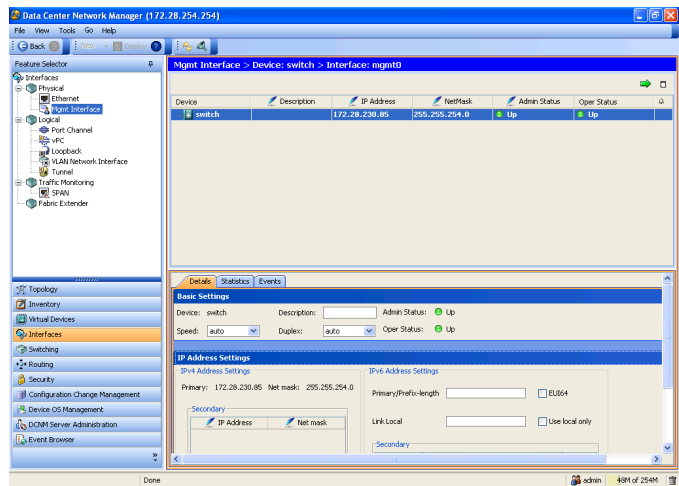 Data Center Network Manager (172.28.254.254)
File View Tools Go Help
Back New Deploy
Feature Selector
Mgmt Interface > Device: switch > Interface: mgmt0
Interfaces
Physical
Ethernet
Mgmt Interface
Logical
Port Channel
vPC
Loopback
VLAN Network Interface
Tunnel
Traffic Monitoring
SPAN
Fabric Extender
Device Description IP Address NetMask Admin Status Oper Status
switch 172.28.230.85 255.255.254.0 Up Up
Topology
Inventory
Virtual Devices
Interfaces
Switching
Routing
Security
Configuration Change Management
Device OS Management
DCNM Server Administration
Event Browser
Details Statistics Events
Basic Settings
Device: switch Description: Admin Status: Up
Speed: auto Duplex: auto Oper Status: Up
IP Address Settings
IPv4 Address Settings
Primary: 172.28.230.85 Net mask: 255.255.254.0
Secondary
IP Address Net mask
IPv6 Address Settings
Primary/Prefix-length EUI64
Link Local Use local only
Secondary
Done admin 48M of 254M